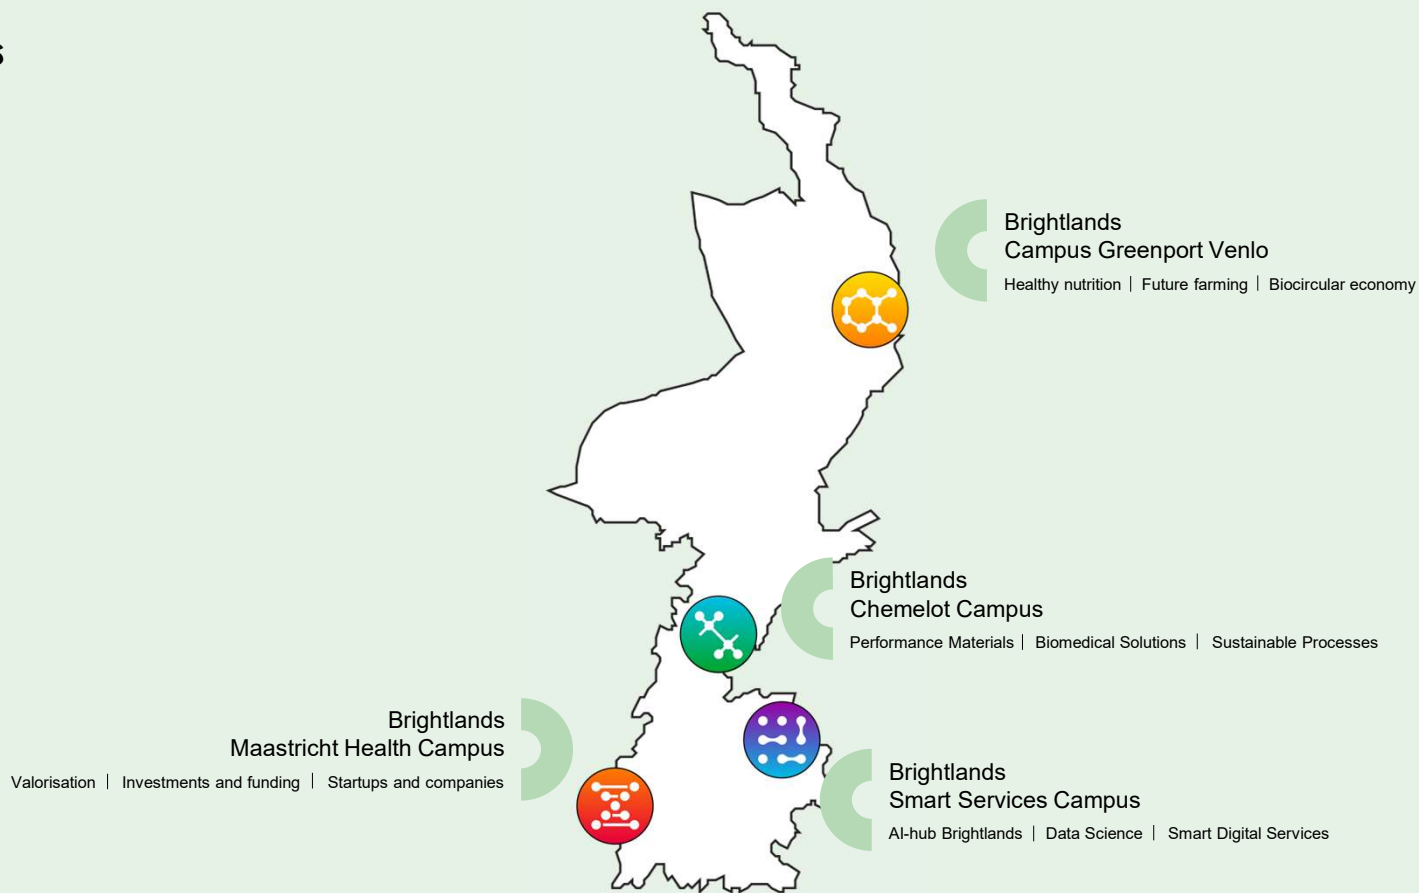 s
Brightlands
Campus Greenport Venlo
Healthy nutrition | Future farming | Biocircular economy
Brightlands
Chemelot Campus
Performance Materials | Biomedical Solutions | Sustainable Processes
Brightlands
Maastricht Health Campus
Valorisation | Investments and funding | Startups and companies
Brightlands
Smart Services Campus
AI-hub Brightlands | Data Science | Smart Digital Services